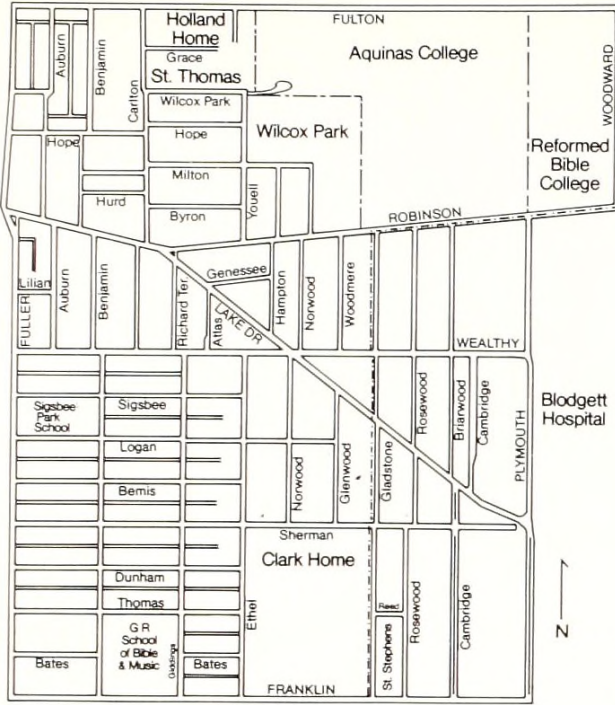 Holland
Home
FULTON
Aquinas College
WOODWARD
Auburn
Benjamin
Carlton
Grace
St. Thomas
Wilcox Park
Wilcox Park
Hope
Hope
Reformed
Bible
College
Milton
Hurd
Byron
Youell
ROBINSON
Genessee
Lilian
FULLER
Auburn
Benjamin
Richard Ter.
Atlas
LAKE DR
Hampton
Norwood
Woodmere
WEALTHY
Sigsbee
Park
School
Sigsbee
Rosewood
Briarwood
Cambridge
PLYMOUTH
Blodgett
Hospital
Logan
Bemis
Norwood
Glenwood
Gladstone
Sherman
Clark Home
Dunham
Thomas
Ethel
Reed
Rosewood
Cambridge
N
G R
School
of Bible
& Music
Giddings
Bates
Bates
St. Stephens
FRANKLIN